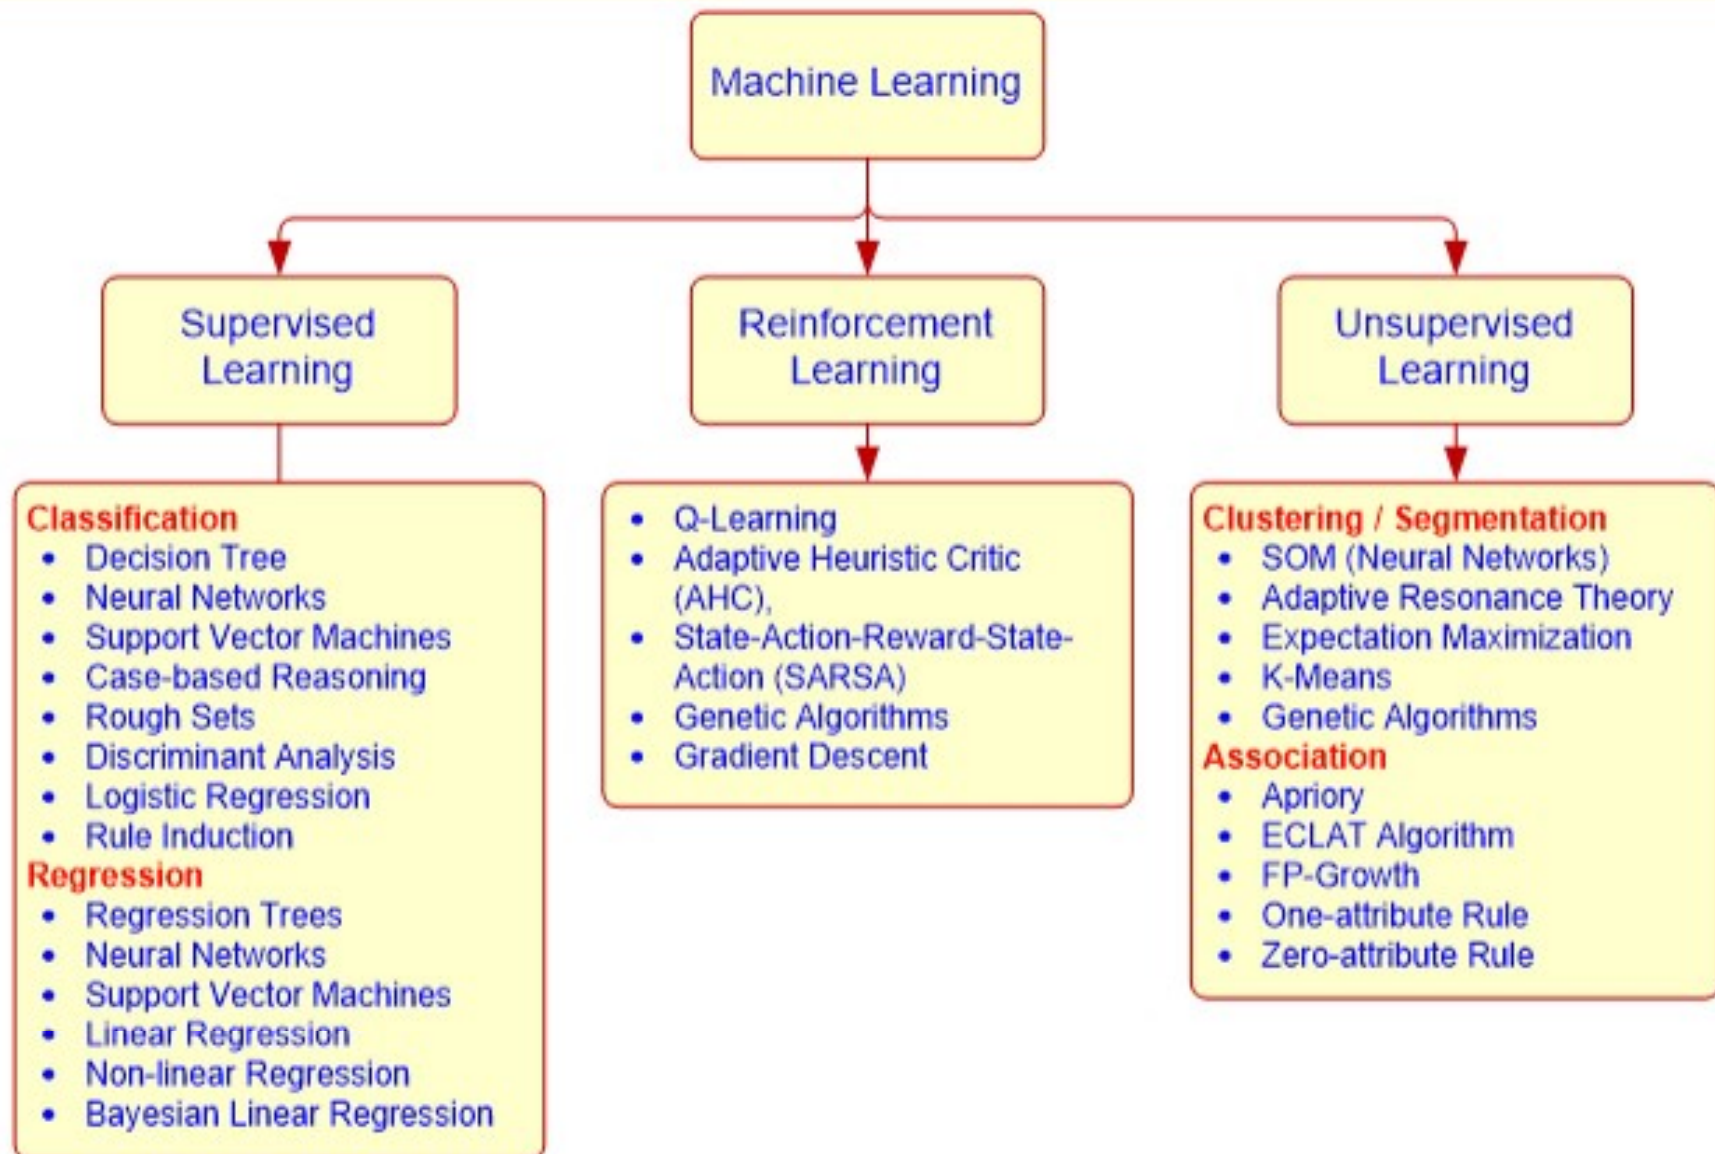 Machine Learning
Supervised
Learning
Reinforcement
Learning
Unsupervised
Learning
Classification
• Decision Tree
• Neural Networks
• Support Vector Machines
• Case-based Reasoning
• Rough Sets
• Discriminant Analysis
• Logistic Regression
• Rule Induction
Regression
• Regression Trees
• Neural Networks
• Support Vector Machines
• Linear Regression
• Non-linear Regression
• Bayesian Linear Regression
• Q-Learning
• Adaptive Heuristic Critic
(AHC),
• State-Action-Reward-State-
Action (SARSA)
• Genetic Algorithms
• Gradient Descent
Clustering / Segmentation
• SOM (Neural Networks)
• Adaptive Resonance Theory
• Expectation Maximization
• K-Means
• Genetic Algorithms
Association
• Apriory
• ECLAT Algorithm
• FP-Growth
• One-attribute Rule
• Zero-attribute Rule